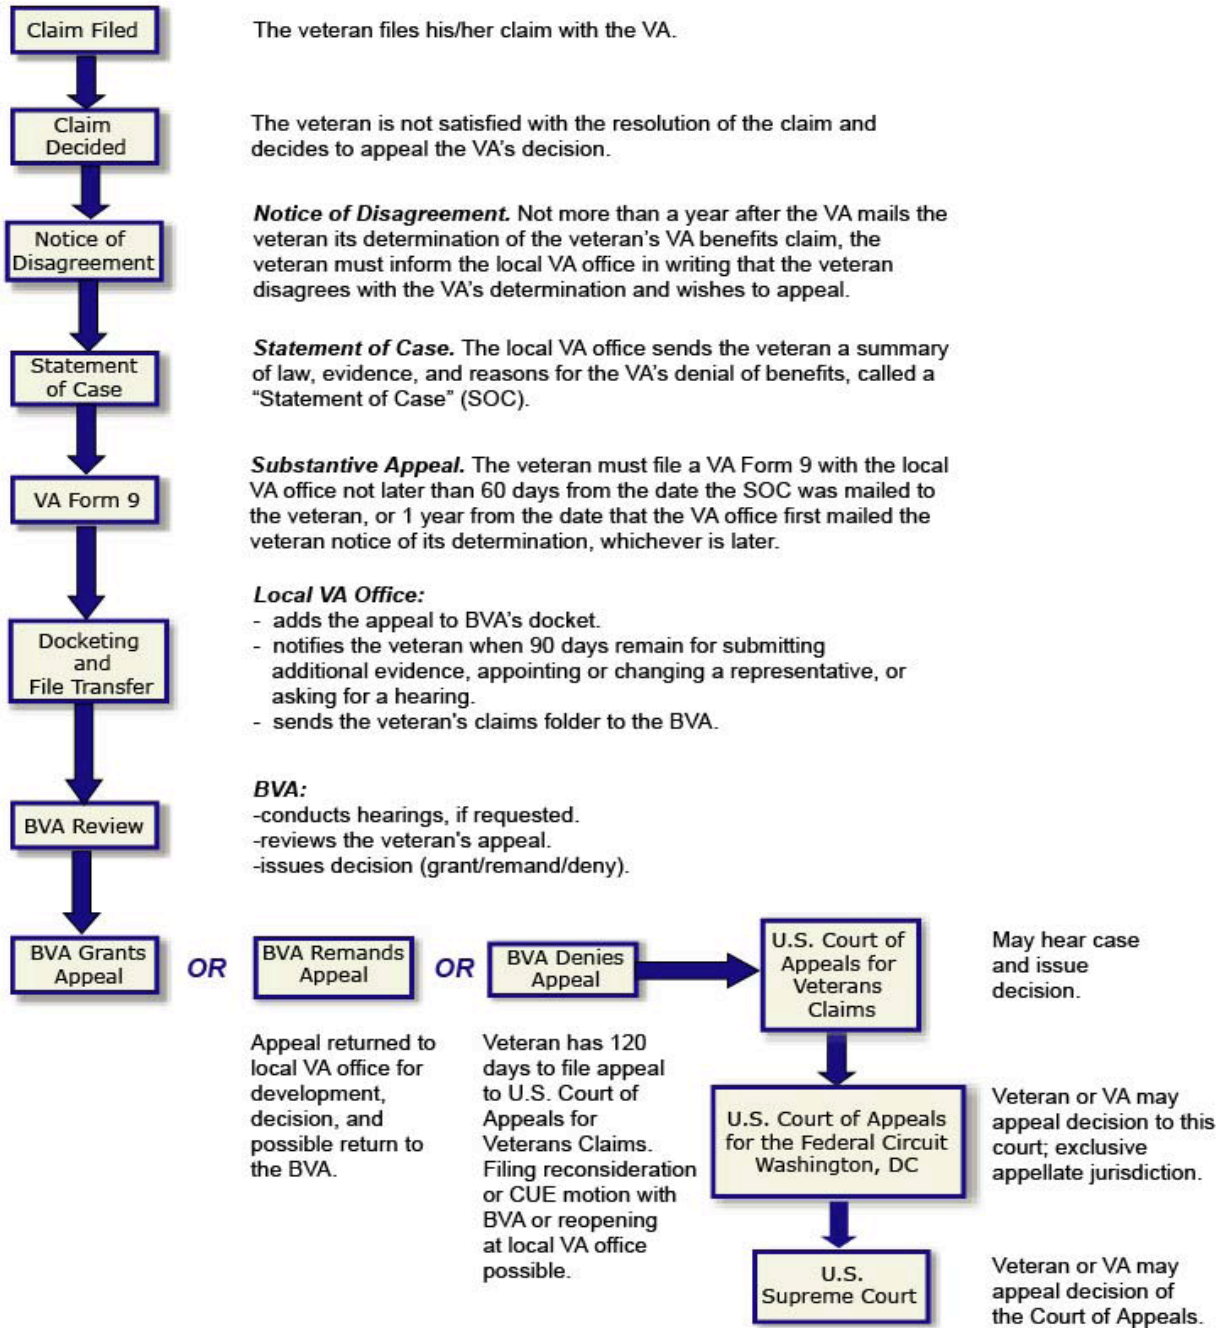 Claim Filed
The veteran files his/her claim with the VA.
Claim
Decided
The veteran is not satisfied with the resolution of the claim and
decides to appeal the VA's decision.
Notice of
Disagreement
Notice of Disagreement. Not more than a year after the VA mails the
veteran its determination of the veteran's VA benefits claim, the
veteran must inform the local VA office in writing that the veteran
disagrees with the VA's determination and wishes to appeal.
Statement
of Case
Statement of Case. The local VA office sends the veteran a summary
of law, evidence, and reasons for the VA's denial of benefits, called a
“Statement of Case” (SOC).
VA Form 9
Substantive Appeal. The veteran must file a VA Form 9 with the local
VA office not later than 60 days from the date the SOC was mailed to
the veteran, or 1 year from the date that the VA office first mailed the
veteran notice of its determination, whichever is later.
Docketing
and
File Transfer
Local VA Office:
- adds the appeal to BVA's docket.
- notifies the veteran when 90 days remain for submitting
additional evidence, appointing or changing a representative, or
asking for a hearing.
- sends the veteran's claims folder to the BVA.
BVA Review
BVA:
-conducts hearings, if requested.
-reviews the veteran's appeal.
-issues decision (grant/remand/deny).
BVA Grants
Appeal
OR
BVA Remands
Appeal
OR
BVA Denies
Appeal
U.S. Court of
Appeals for
Veterans
Claims
May hear case
and issue
decision.
Appeal returned to
local VA office for
development,
decision, and
possible return to
the BVA.
Veteran has 120
days to file appeal
to U.S. Court of
Appeals for
Veterans Claims.
Filing reconsideration
or CUE motion with
BVA or reopening
at local VA office
possible.
U.S. Court of Appeals
for the Federal Circuit
Washington, DC
Veteran or VA may
appeal decision to this
court; exclusive
appellate jurisdiction.
U.S.
Supreme Court
Veteran or VA may
appeal decision of
the Court of Appeals.